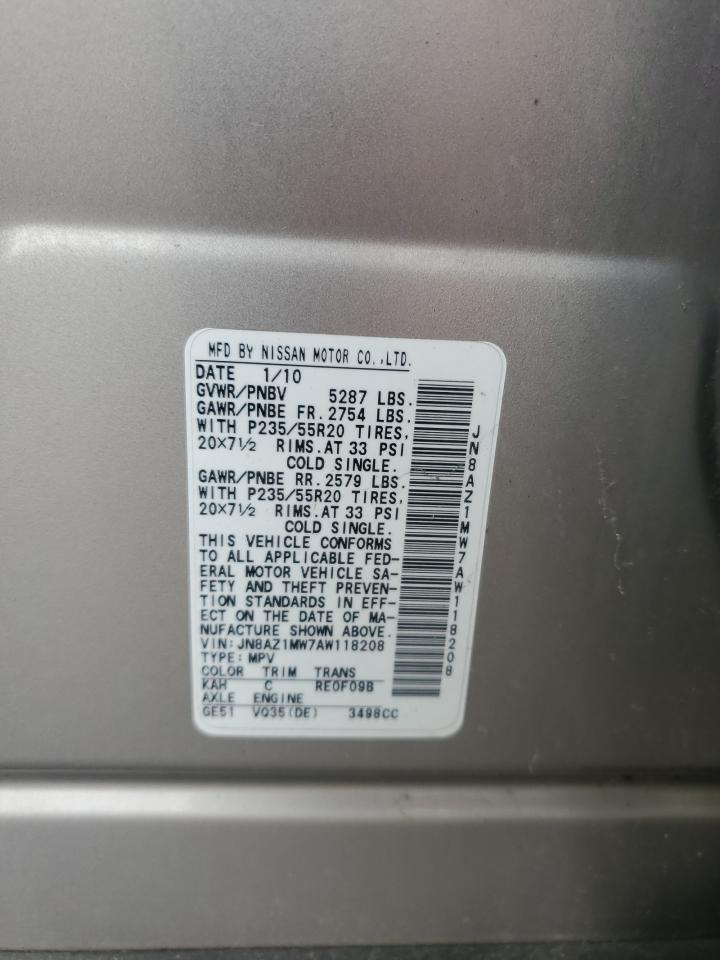 MFD BY NISSAN MOTOR CO.,LTD.
DATE 1/10
GVWR/PNBV 5287 LBS.
GAWR/PNBE FR. 2754 LBS.
WITH P235/55R20 TIRES,
20×7½ RIMS.AT 33 PSI
COLD SINGLE.
GAWR/PNBE RR. 2579 LBS.
WITH P235/55R20 TIRES,
20×7½ RIMS.AT 33 PSI
COLD SINGLE.
THIS VEHICLE CONFORMS
TO ALL APPLICABLE FED-
ERAL MOTOR VEHICLE SA-
FETY AND THEFT PREVEN-
TION STANDARDS IN EFF-
ECT ON THE DATE OF MA-
NUFACTURE SHOWN ABOVE.
VIN:JN8AZ1MW7AW118208
TYPE: MPV
COLOR TRIM TRANS
KAH C RE0F09B
AXLE ENGINE
GE51 VQ35(DE) 3498CC
JN8AZ1MW7AW118208